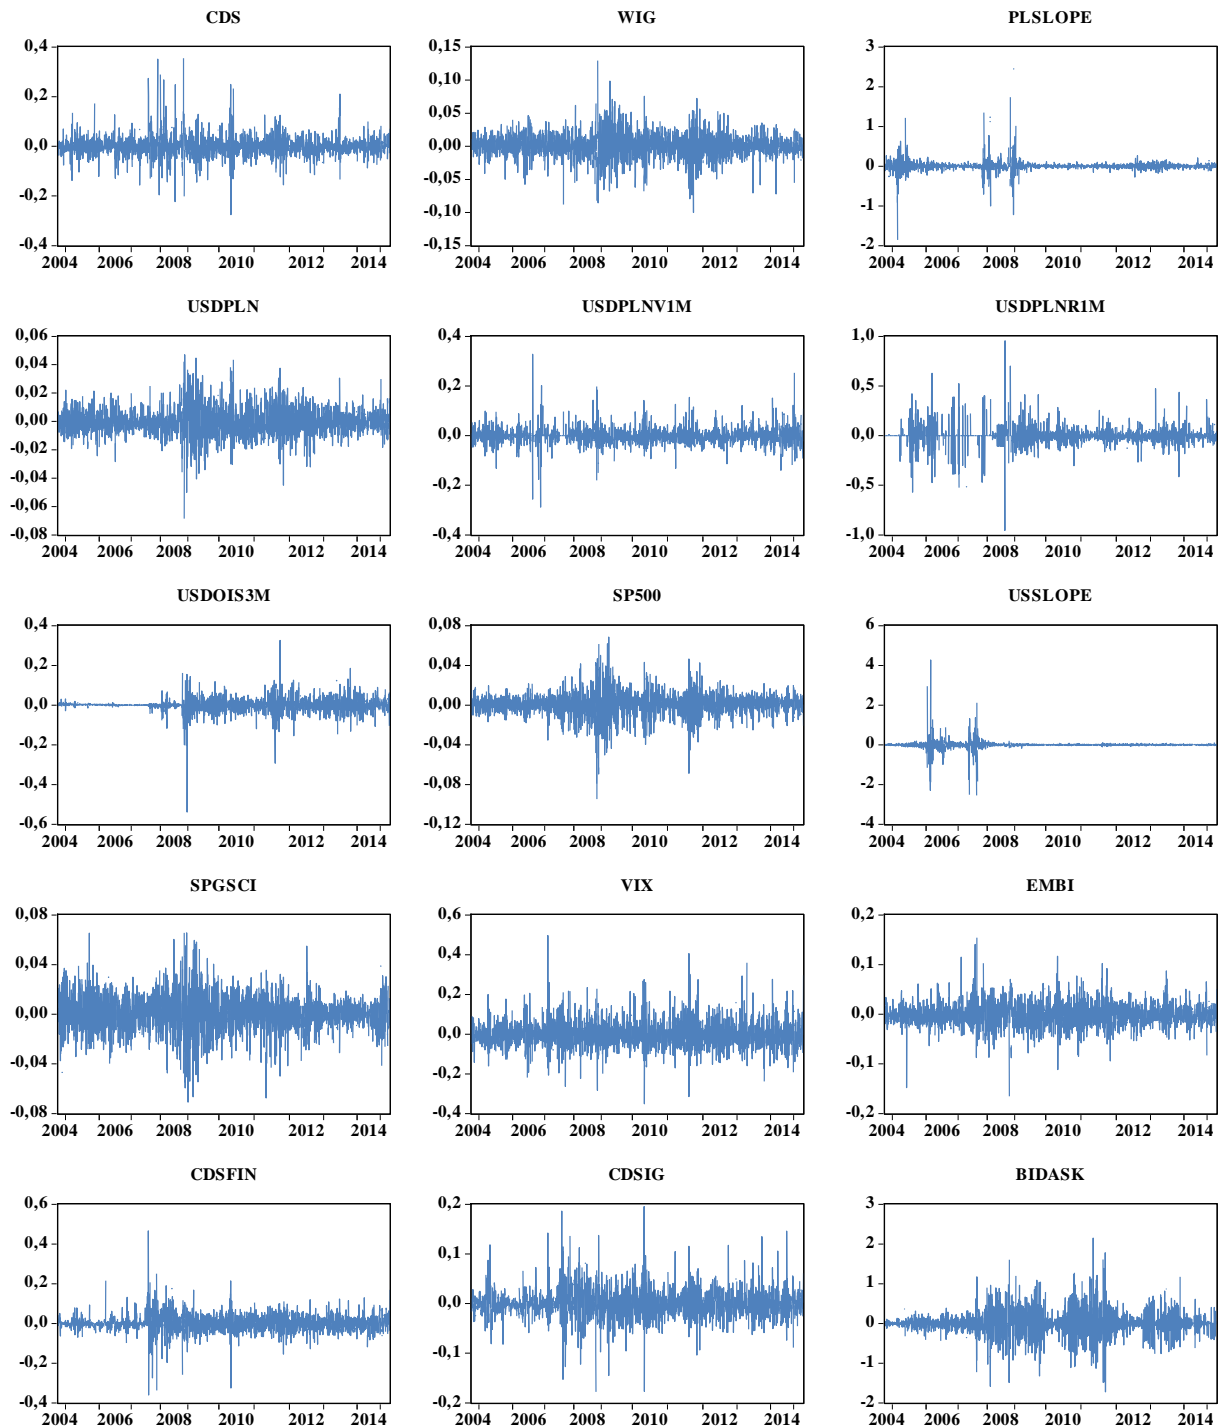 CDS
WIG
PLSLOPE
0,4
0,2
0,0
-0,2
-0,4
2004 2006 2008 2010 2012 2014
0,15
0,10
0,05
0,00
-0,05
-0,10
-0,15
2004 2006 2008 2010 2012 2014
3
2
1
0
-1
-2
2004 2006 2008 2010 2012 2014
USDPLN
USDPLNV1M
USDPLNR1M
0,06
0,04
0,02
0,00
-0,02
-0,04
-0,06
-0,08
2004 2006 2008 2010 2012 2014
0,4
0,2
0,0
-0,2
-0,4
2004 2006 2008 2010 2012 2014
1,0
0,5
0,0
-0,5
-1,0
2004 2006 2008 2010 2012 2014
USDOIS3M
SP500
USSLOPE
0,4
0,2
0,0
-0,2
-0,4
-0,6
2004 2006 2008 2010 2012 2014
0,08
0,04
0,00
-0,04
-0,08
-0,12
2004 2006 2008 2010 2012 2014
6
4
2
0
-2
-4
2004 2006 2008 2010 2012 2014
SPGSCI
VIX
EMBI
0,08
0,04
0,00
-0,04
-0,08
2004 2006 2008 2010 2012 2014
0,6
0,4
0,2
0,0
-0,2
-0,4
2004 2006 2008 2010 2012 2014
0,2
0,1
0,0
-0,1
-0,2
2004 2006 2008 2010 2012 2014
CDSFIN
CDSIG
BIDASK
0,6
0,4
0,2
0,0
-0,2
-0,4
2004 2006 2008 2010 2012 2014
0,2
0,1
0,0
-0,1
-0,2
2004 2006 2008 2010 2012 2014
3
2
1
0
-1
-2
2004 2006 2008 2010 2012 2014